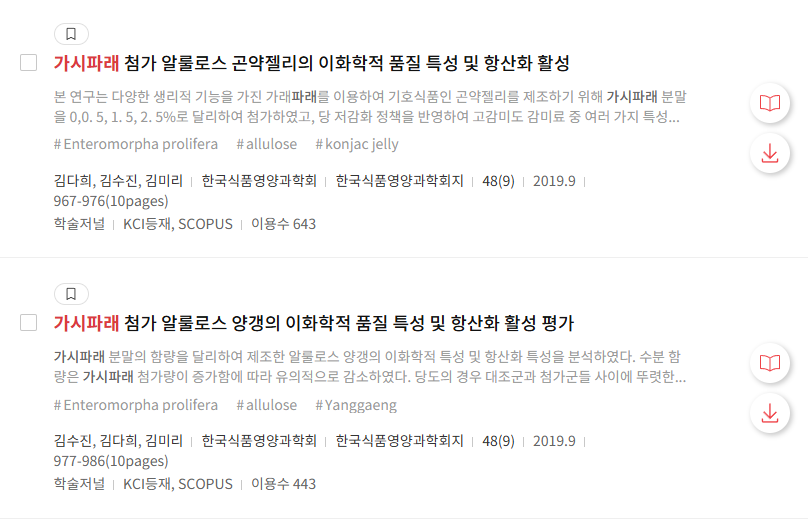 가시파래 첨가 알룰로스 곤약젤리의 이화학적 품질 특성 및 항산화 활성
본 연구는 다양한 생리적 기능을 가진 가래파래를 이용하여 기호식품인 곤약젤리를 제조하기 위해 가시파래 분말
을 0,0. 5, 1. 5, 2. 5%로 달리하여 첨가하였고, 당 저감화 정책을 반영하여 고감미도 감미료 중 여러 가지 특성...
#Enteromorpha prolifera #allulose #konjac jelly
김다희, 김수진, 김미리 | 한국식품영양과학회 | 한국식품영양과학회지 | 48(9) | 2019.9 |
967-976(10pages)
학술저널 | KCI등재, SCOPUS | 이용수 643
가시파래 첨가 알룰로스 양갱의 이화학적 품질 특성 및 항산화 활성 평가
가시파래 분말의 함량을 달리하여 제조한 알룰로스 양갱의 이화학적 특성 및 항산화 특성을 분석하였다. 수분 함
량은 가시파래 첨가량이 증가함에 따라 유의적으로 감소하였다. 당도의 경우 대조군과 첨가군들 사이에 뚜렷한...
#Enteromorpha prolifera #allulose #Yanggaeng
김수진, 김다희, 김미리 | 한국식품영양과학회 | 한국식품영양과학회지 | 48(9) | 2019.9 |
977-986(10pages)
학술저널 | KCI등재, SCOPUS | 이용수 443